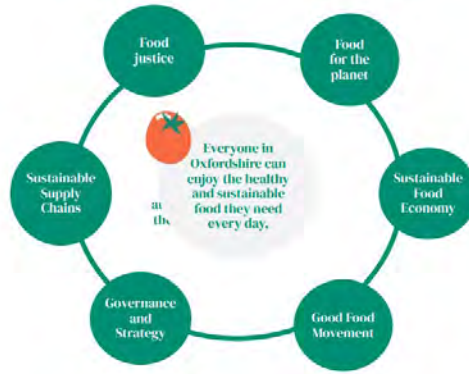 Food
justice
Food
for the
planet
Sustainable
Food
Economy
Good Food
Movement
Governance
and
Strategy
Sustainable
Supply
Chains
Everyone in
Oxfordshire can
enjoy the healthy
and sustainable
food they need
every day.